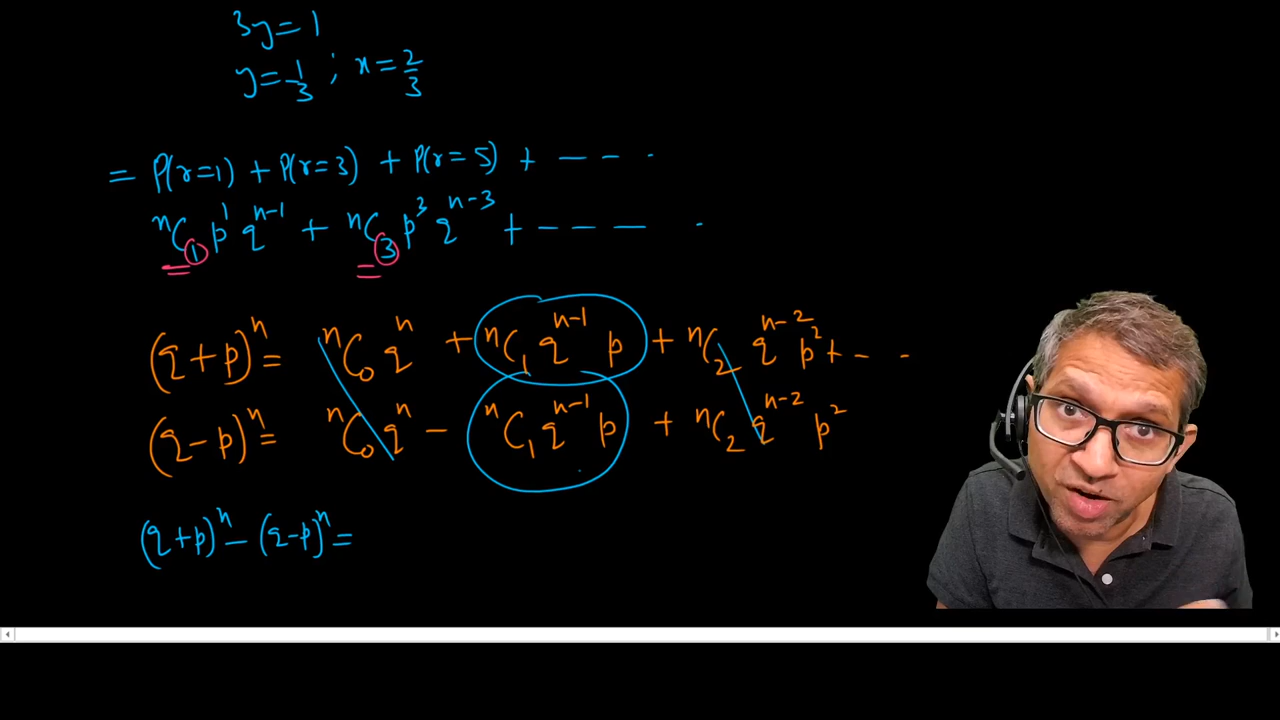 3y = 1
y = 1/3 ; x = 2/3
= P(r=1) + P(r=3) + P(r=5) + ---.
ⁿC₁ p¹ qⁿ⁻¹ + ⁿC₃ p³ qⁿ⁻³ + --- .
(q+p)ⁿ = ⁿC₀ qⁿ + ⁿC₁ qⁿ⁻¹ p + ⁿC₂ qⁿ⁻² p² + - -
(q-p)ⁿ = ⁿC₀ qⁿ - ⁿC₁ qⁿ⁻¹ p + ⁿC₂ qⁿ⁻² p²
(q+p)ⁿ - (q-p)ⁿ =